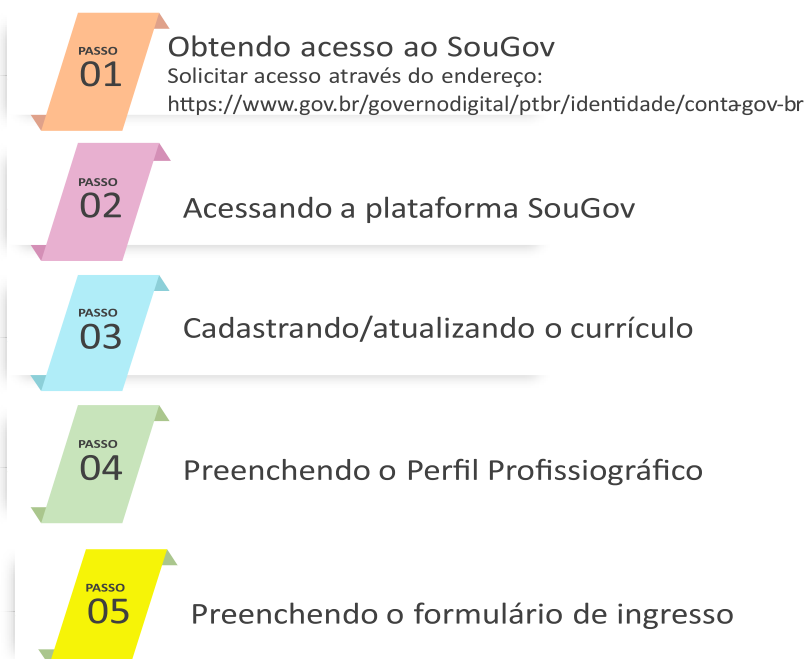 PASSO
01
Obtendo acesso ao SouGov
Solicitar acesso através do endereço:
https://www.gov.br/governodigital/ptbr/identidade/conta-gov-br
PASSO
02
Acessando a plataforma SouGov
PASSO
03
Cadastrando/atualizando o currículo
PASSO
04
Preenchendo o Perfil Profissiográfico
PASSO
05
Preenchendo o formulário de ingresso